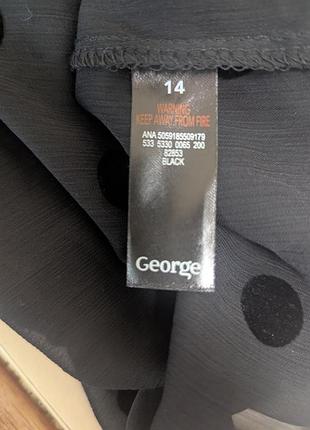 14
WARNING
KEEP AWAY FROM FIRE
ANA 5059185509179
533 5330 0065 200
82853
BLACK
George